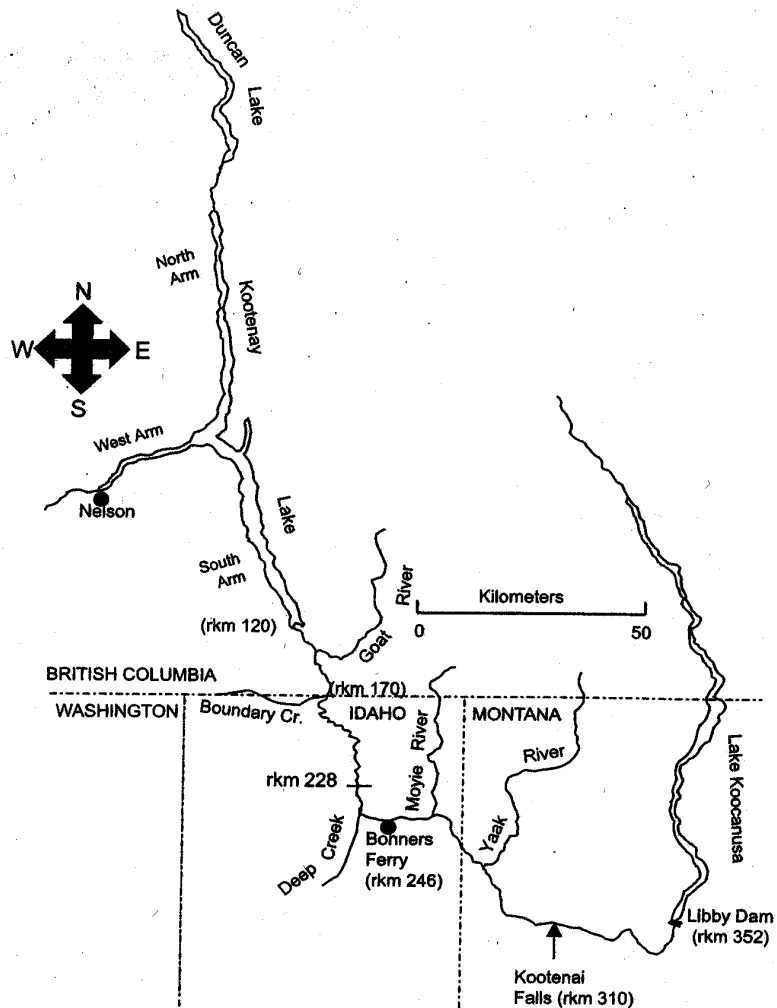 Duncan
Lake
North
Arm
Kootenay
N
W
E
S
West Arm
Nelson
Lake
South
Arm
River
Goat
Kilometers
0
50
(rkm 120)
BRITISH COLUMBIA
(rkm 170)
WASHINGTON
Boundary Cr.
IDAHO
MONTANA
River
Moyie
River
Yaak
Lake Koocanusa
rkm 228
Deep Creek
Bonners
Ferry
(rkm 246)
Libby Dam
(rkm 352)
Kootenai
Falls (rkm 310)